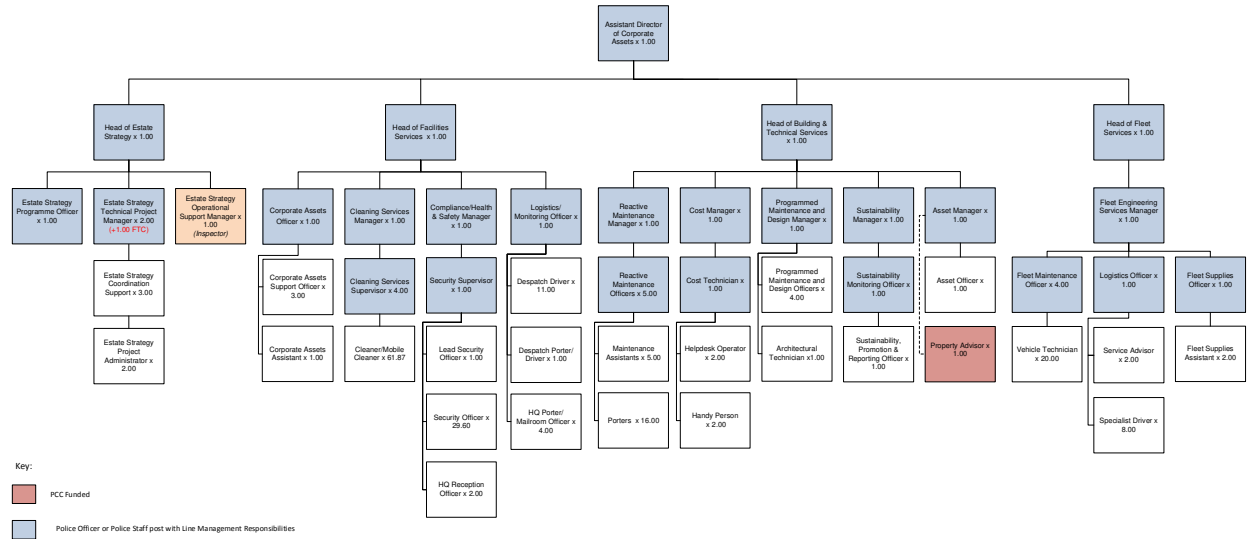 Assistant Director
of Corporate
Assets x 1.00
Head of Estate
Strategy x 1.00
Head of Facilities
Services x 1.00
Head of Building &
Technical Services
x 1.00
Head of Fleet
Services x 1.00
Estate Strategy
Programme Officer
x 1.00
Estate Strategy
Technical Project
Manager x 2.00
(+1.00 FTC)
Estate Strategy
Operational
Support Manager x
1.00
(Inspector)
Corporate Assets
Officer x 1.00
Cleaning Services
Manager x 1.00
Compliance/Health
& Safety Manager
x 1.00
Logistics/
Monitoring Officer x
1.00
Reactive
Maintenance
Manager x 1.00
Cost Manager x
1.00
Programmed
Maintenance and
Design Manager x
1.00
Sustainability
Manager x 1.00
Asset Manager x
1.00
Fleet Engineering
Services Manager
x 1.00
Estate Strategy
Coordination
Support x 3.00
Corporate Assets
Support Officer x
3.00
Cleaning Services
Supervisor x 4.00
Security Supervisor
x 1.00
Despatch Driver x
11.00
Reactive
Maintenance
Officers x 5.00
Cost Technician x
1.00
Programmed
Maintenance and
Design Officers x
4.00
Sustainability
Monitoring Officer x
1.00
Asset Officer x
1.00
Fleet Maintenance
Officer x 4.00
Logistics Officer x
1.00
Fleet Supplies
Officer x 1.00
Estate Strategy
Project
Administrator x
2.00
Corporate Assets
Assistant x 1.00
Cleaner/Mobile
Cleaner x 61.87
Lead Security
Officer x 1.00
Despatch Porter/
Driver x 1.00
Maintenance
Assistants x 5.00
Helpdesk Operator
x 2.00
Architectural
Technician x1.00
Sustainability,
Promotion &
Reporting Officer x
1.00
Property Advisor x
1.00
Vehicle Technician
x 20.00
Service Advisor
x 2.00
Fleet Supplies
Assistant x 2.00
Security Officer x
29.60
HQ Porter/
Mailroom Officer x
4.00
Porters x 16.00
Handy Person
x 2.00
Specialist Driver x
8.00
HQ Reception
Officer x 2.00
Key:
PCC Funded
Police Officer or Police Staff post with Line Management Responsibilities